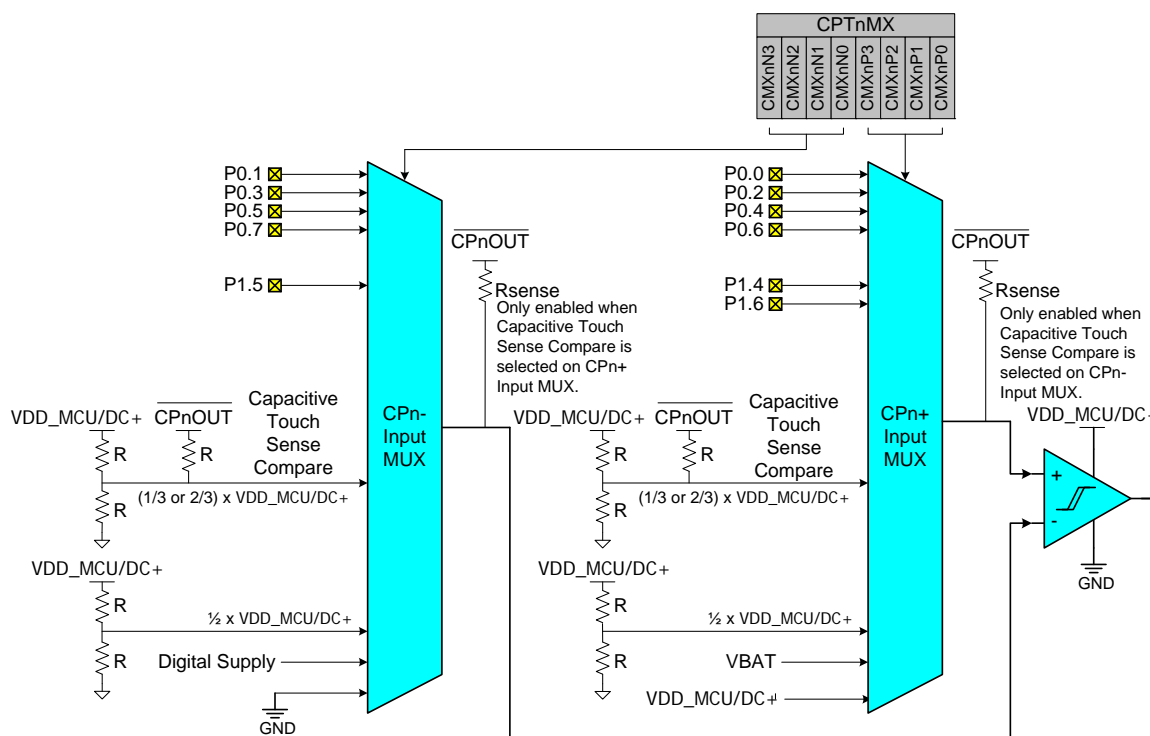 CPTnMX
CMXnN3
CMXnN2
CMXnN1
CMXnN0
CMXnP3
CMXnP2
CMXnP1
CMXnP0
P0.1
P0.3
P0.5
P0.7
P1.5
CPnOUT
Rsense
Only enabled when
Capacitive Touch
Sense Compare is
selected on CPn+
Input MUX.
VDD_MCU/DC+
R
R
CPnOUT
R
Capacitive
Touch
Sense
Compare
(1/3 or 2/3) x VDD_MCU/DC+
CPn-
Input
MUX
VDD_MCU/DC+
R
R
½ x VDD_MCU/DC+
Digital Supply
GND
P0.0
P0.2
P0.4
P0.6
P1.4
P1.6
CPnOUT
Rsense
Only enabled when
Capacitive Touch
Sense Compare is
selected on CPn-
Input MUX.
VDD_MCU/DC+
R
R
CPnOUT
R
Capacitive
Touch
Sense
Compare
(1/3 or 2/3) x VDD_MCU/DC+
CPn+
Input
MUX
VDD_MCU/DC+
R
R
½ x VDD_MCU/DC+
VBAT
VDD_MCU/DC+
VDD_MCU/DC+
+
-
GND